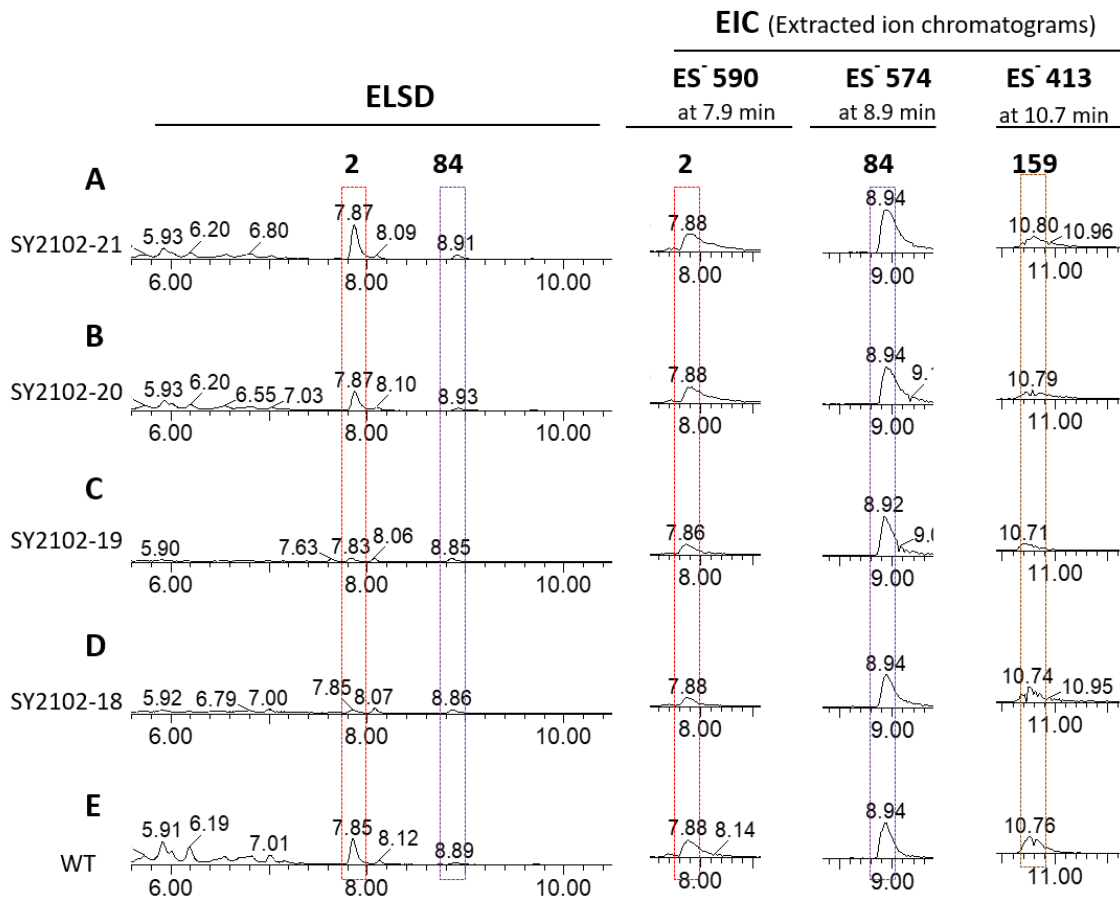 EIC (Extracted ion chromatograms)
ELSD
ES⁻ 590
at 7.9 min
ES⁻ 574
at 8.9 min
ES⁻ 413
at 10.7 min
2 84 2 84 159
A
SY2102-21
5.93 6.20 6.80 7.87 8.09 8.91 7.88 8.94 10.80 10.96
6.00 8.00 10.00 8.00 9.00 11.00
B
SY2102-20
5.93 6.20 6.55 7.03 7.87 8.10 8.93 7.88 8.94 10.79
6.00 8.00 10.00 8.00 9.00 11.00
C
SY2102-19
5.90 7.63 7.83 8.06 8.85 7.86 8.92 10.71
6.00 8.00 10.00 8.00 9.00 11.00
D
SY2102-18
5.92 6.79 7.00 7.85 8.07 8.86 7.88 8.94 10.74 10.95
6.00 8.00 10.00 8.00 9.00 11.00
E
WT
5.91 6.19 7.01 7.85 8.12 8.89 7.88 8.14 8.94 10.76
6.00 8.00 10.00 8.00 9.00 11.00